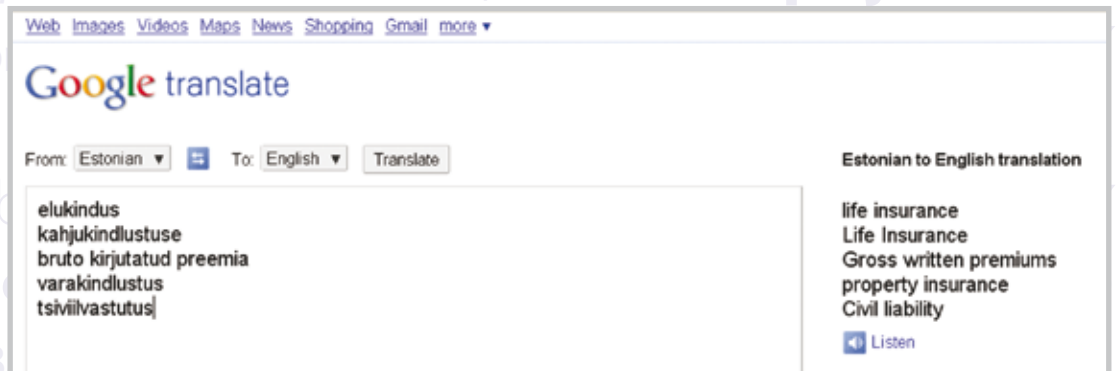 Web Images Videos Maps News Shopping Gmail more ▼
Google translate
From: Estonian ▼ To: English ▼ Translate
Estonian to English translation
elukindus
kahjukindlustuse
bruto kirjutatud preemia
varakindlustus
tsiviilvastutus
life insurance
Life Insurance
Gross written premiums
property insurance
Civil liability
Listen